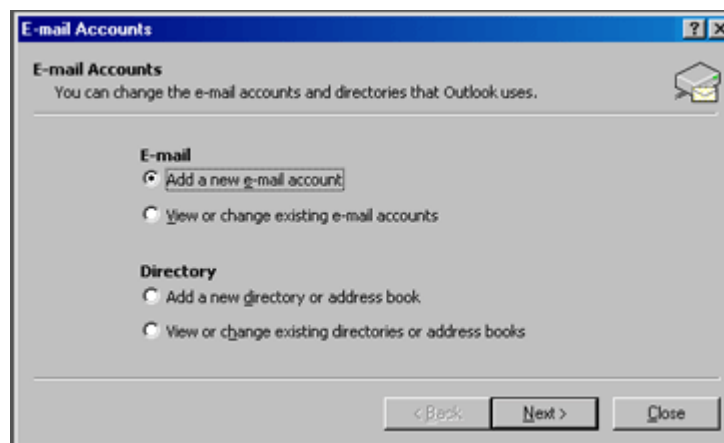 E-mail Accounts
E-mail Accounts
You can change the e-mail accounts and directories that Outlook uses.
E-mail
Add a new e-mail account
View or change existing e-mail accounts
Directory
Add a new directory or address book
View or change existing directories or address books
< Back Next > Close